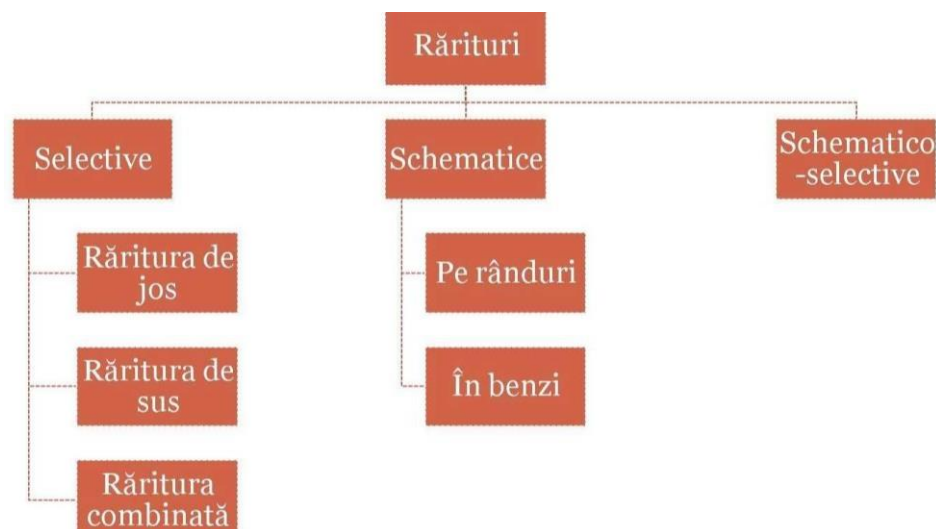 Rărituri
Selective
Schematice
Schematico
-selective
Răritura de
jos
Pe rânduri
Răritura de
sus
În benzi
Răritura
combinată